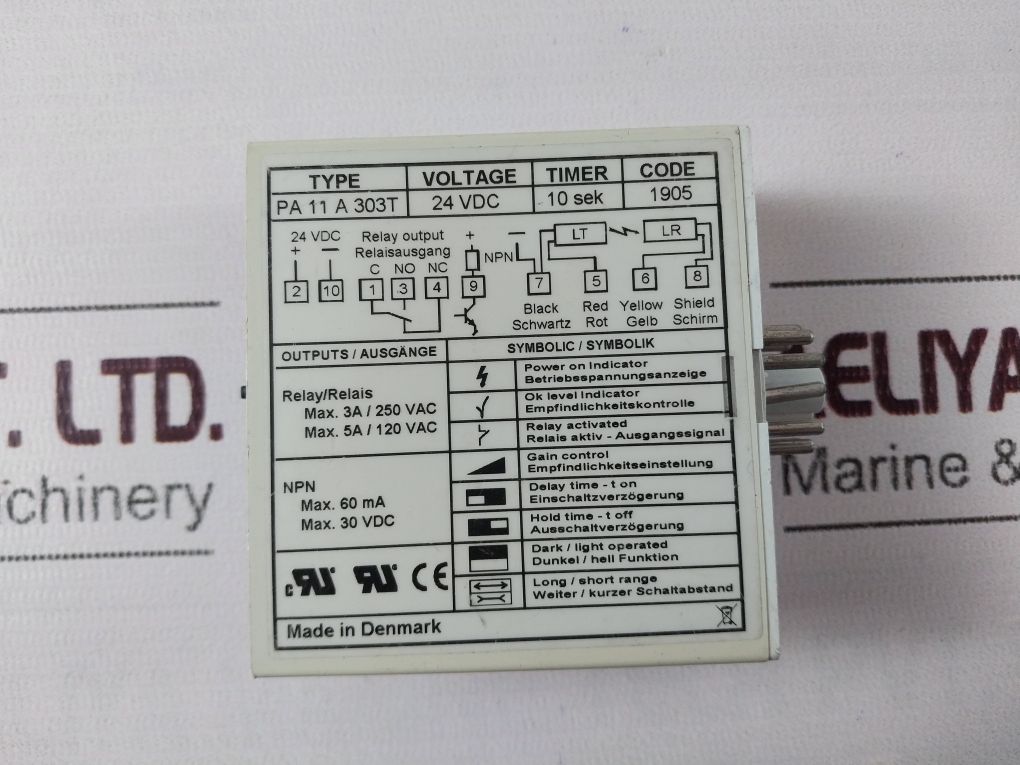 TYPE VOLTAGE TIMER CODE
PA 11 A 303T 24 VDC 10 sek 1905
24 VDC
+ −
2 10
Relay output
Relaisausgang
C NO NC
1 3 4
+
NPN
9
−
LT LR
7 5 6 8
Black Red Yellow Shield
Schwartz Rot Gelb Schirm
OUTPUTS / AUSGÄNGE
Relay/Relais
Max. 3A / 250 VAC
Max. 5A / 120 VAC
NPN
Max. 60 mA
Max. 30 VDC
c RU RU CE
SYMBOLIC / SYMBOLIK
Power on Indicator
Betriebsspannungsanzeige
Ok level Indicator
Empfindlichkeitskontrolle
Relay activated
Relais aktiv - Ausgangssignal
Gain control
Empfindlichkeitseinstellung
Delay time - t on
Einschaltzverzögerung
Hold time - t off
Ausschaltverzögerung
Dark / light operated
Dunkel / hell Funktion
Long / short range
Weiter / kurzer Schaltabstand
Made in Denmark
T. LTD.
chinery
ELIYA
Marine &